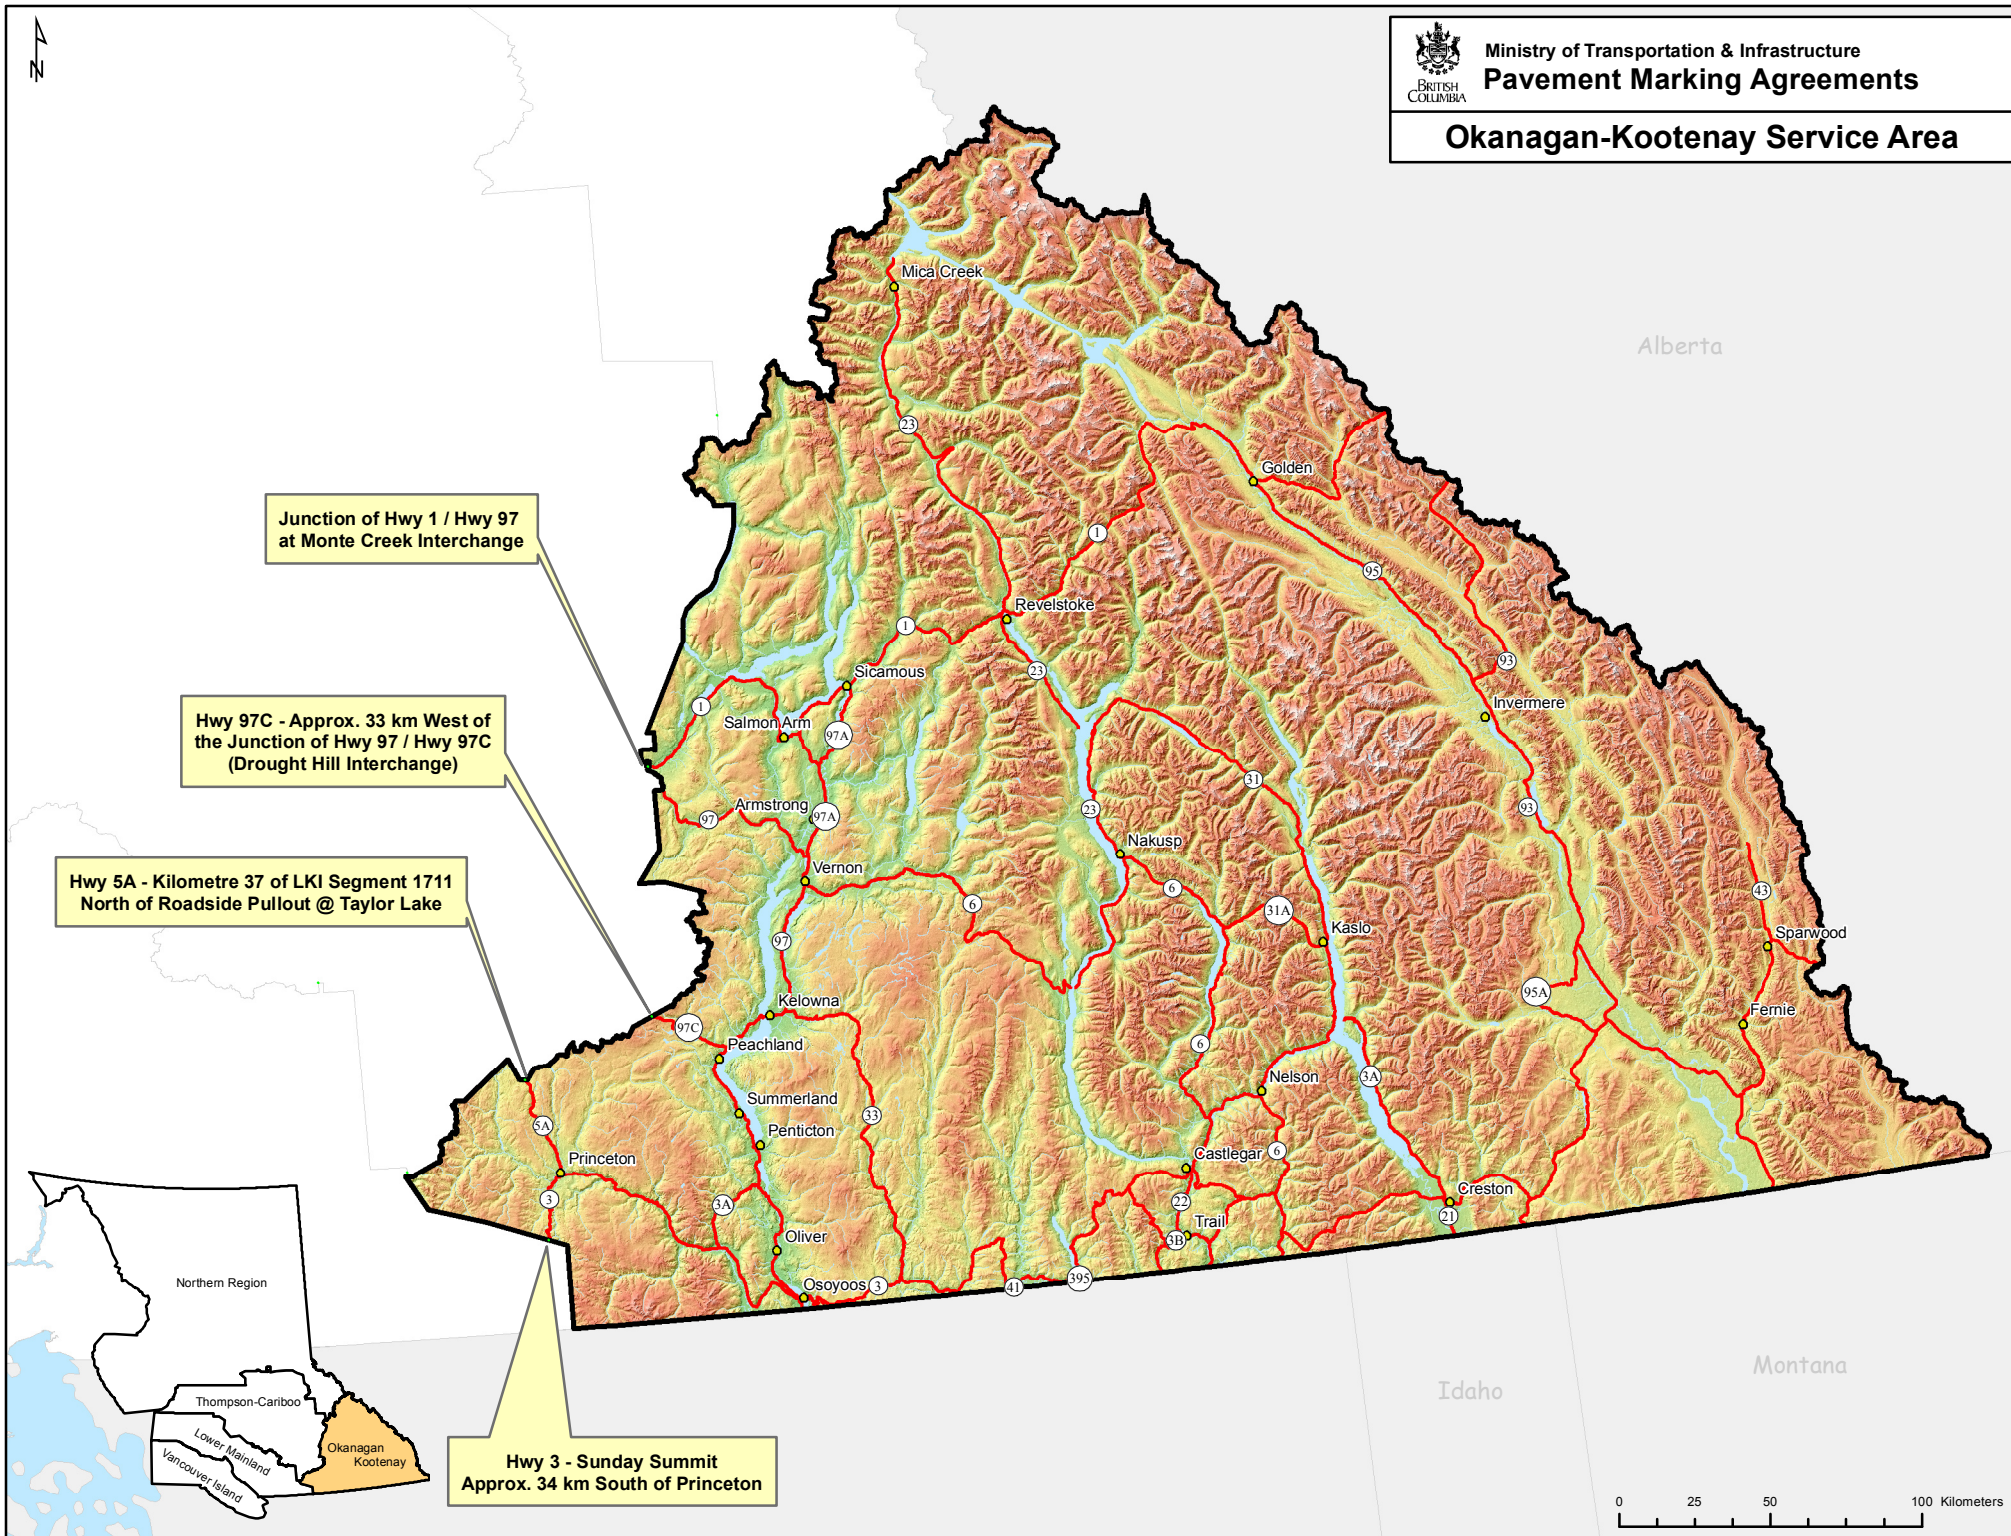 N
BRITISH
COLUMBIA
Ministry of Transportation & Infrastructure
Pavement Marking Agreements
Okanagan-Kootenay Service Area
Alberta
Mica Creek
23
Golden
Junction of Hwy 1 / Hwy 97
at Monte Creek Interchange
1
95
Revelstoke
1
93
23
Sicamous
Invermere
1
Salmon Arm
97A
Hwy 97C - Approx. 33 km West of
the Junction of Hwy 97 / Hwy 97C
(Drought Hill Interchange)
31
93
23
Armstrong
97
97A
Nakusp
Vernon
6
43
Hwy 5A - Kilometre 37 of LKI Segment 1711
North of Roadside Pullout @ Taylor Lake
6
31A
Kaslo
Sparwood
97
95A
Kelowna
Fernie
97C
6
Peachland
Nelson
3A
Summerland
33
5A
Penticton
6
Princeton
Castlegar
Creston
3
3A
22
21
Trail
3B
Oliver
Osoyoos
3
41
395
Northern Region
Thompson-Cariboo
Lower Mainland
Vancouver Island
Okanagan
Kootenay
Hwy 3 - Sunday Summit
Approx. 34 km South of Princeton
Idaho
Montana
0 25 50 100 Kilometers